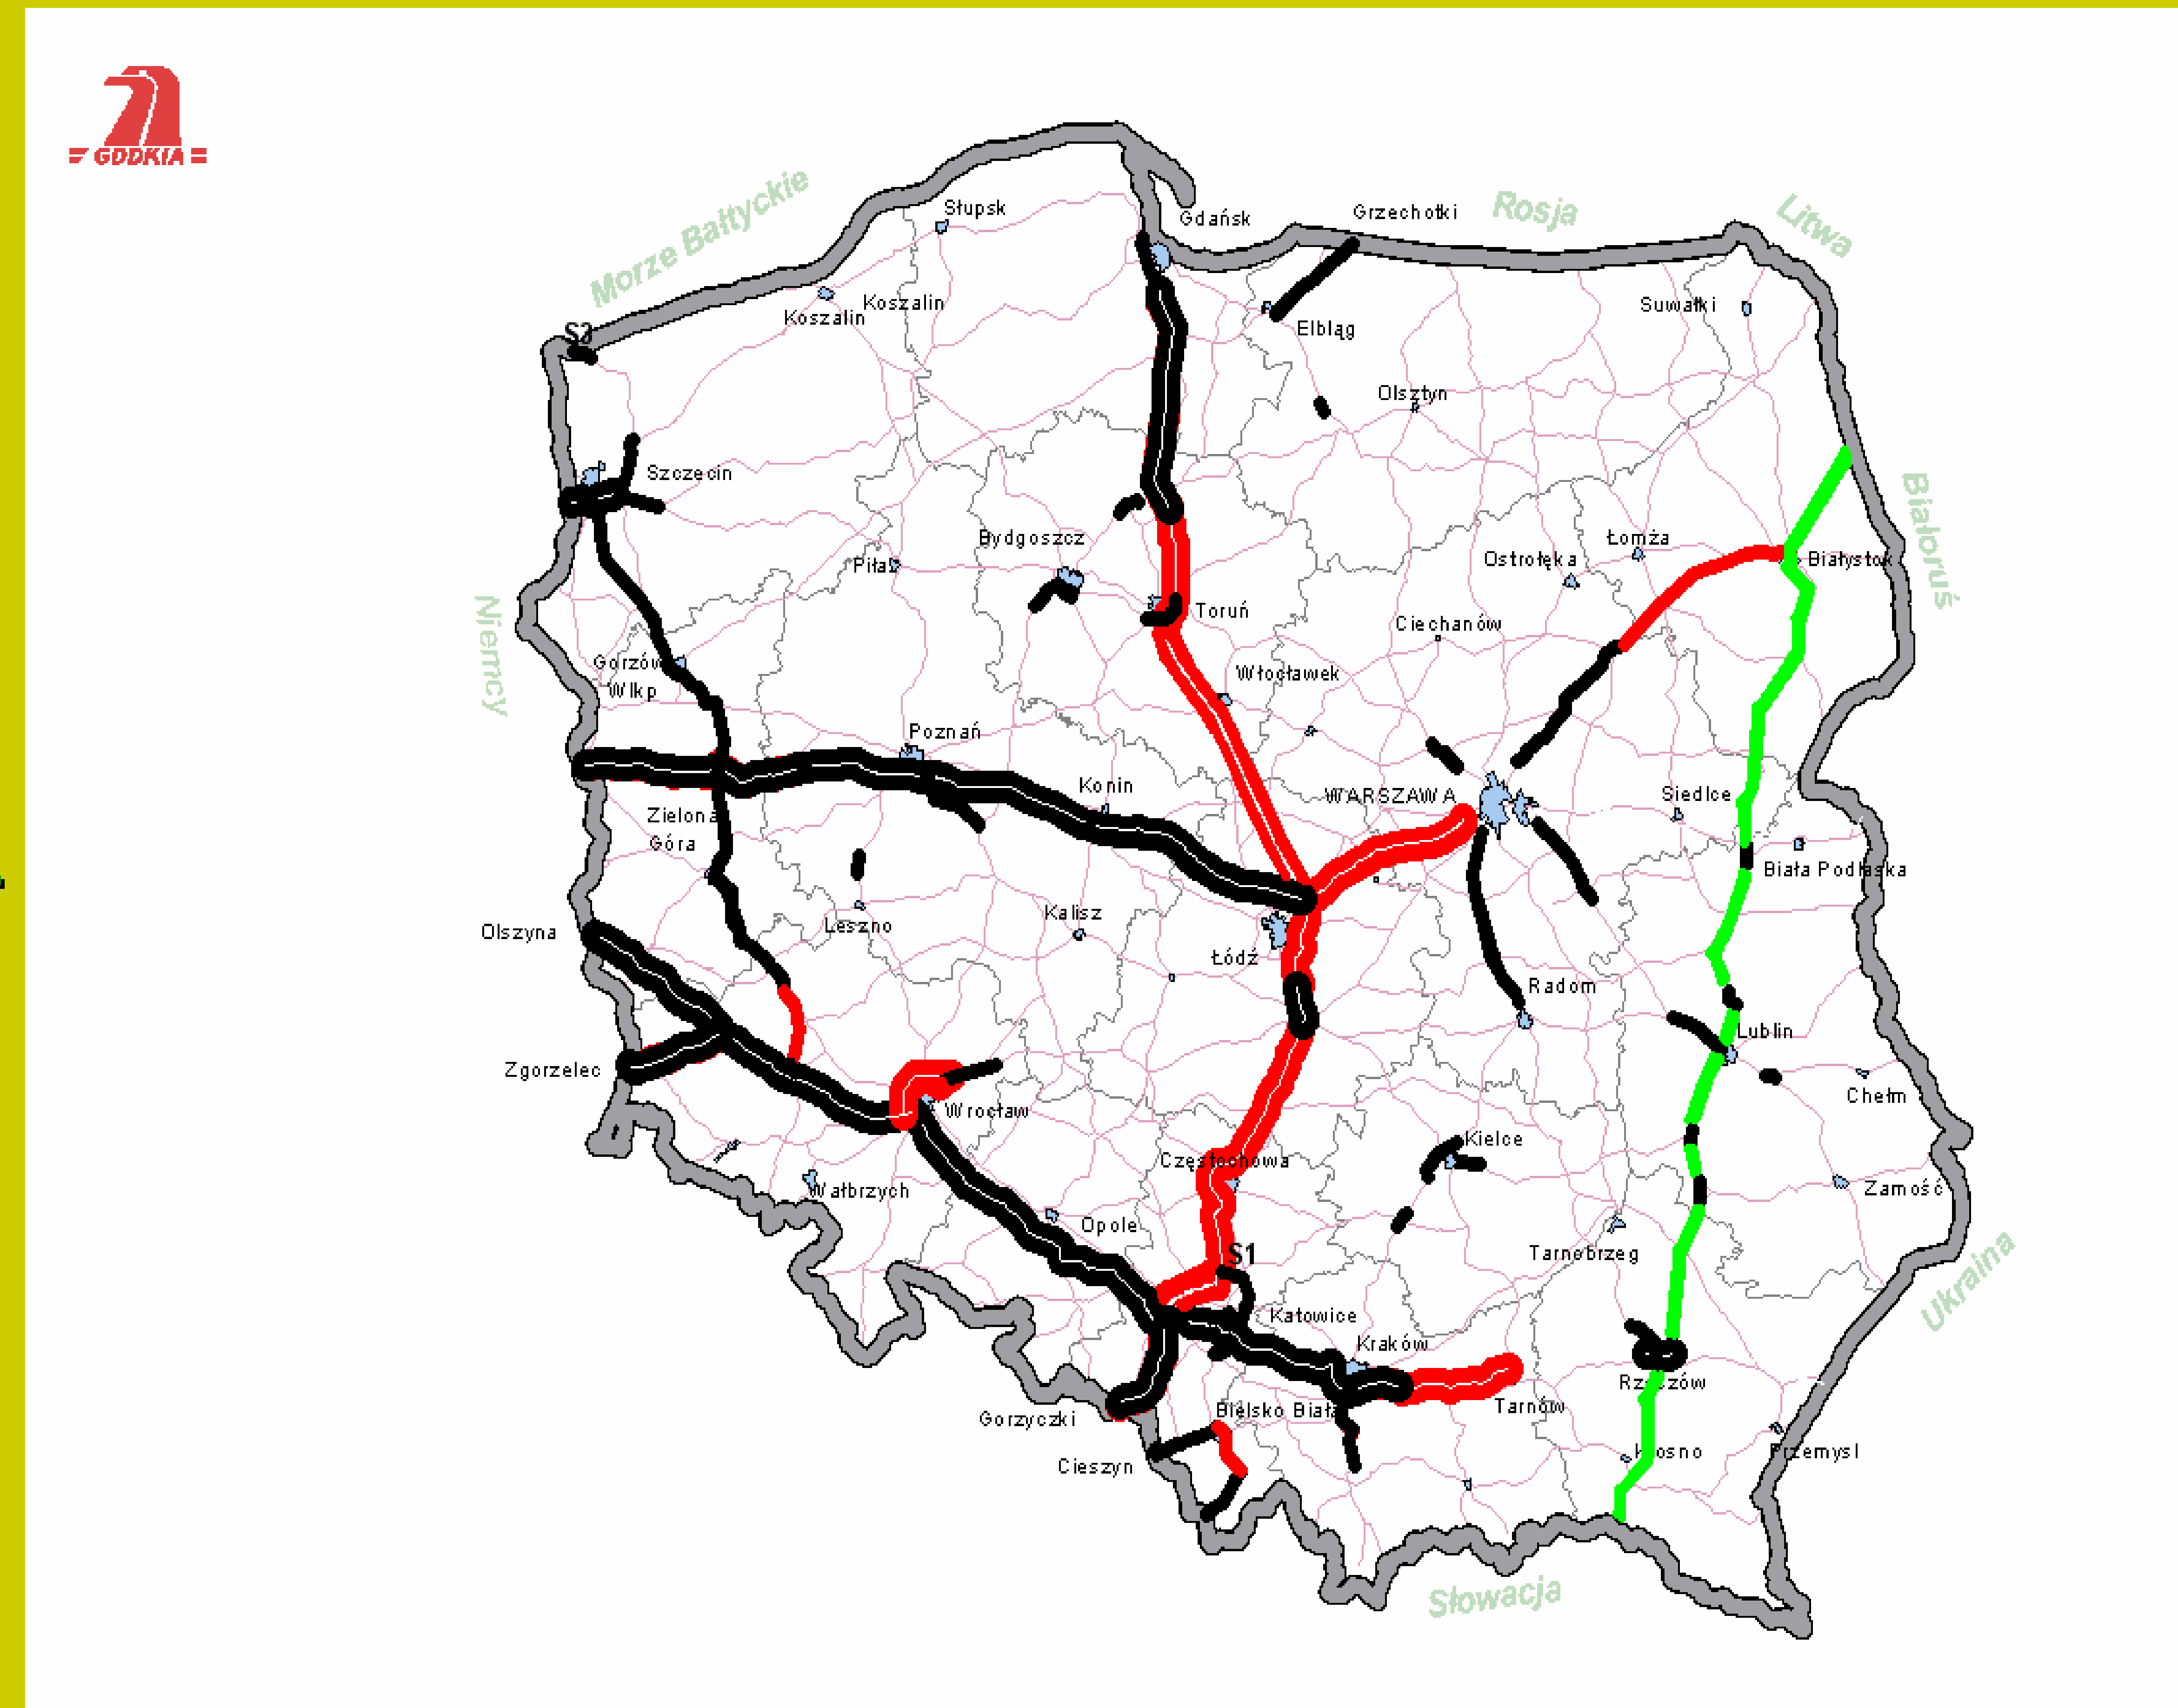 GDDKIA
Morze Bałtyckie
Słupsk
Gdańsk
Grzechotki
Rosja
Litwa
Koszalin
Koszalin
Suwałki
S3
Elbląg
Olsztyn
Szczecin
Białoruś
Bydgoszcz
Piła
Łomża
Ostrołęka
Białystok
Niemcy
Toruń
Ciechanów
Gorzów
Wlkp
Włocławek
Poznań
Konin
WARSZAWA
Siedlce
Zielona
Góra
Biała Podlaska
Kalisz
Leszno
Olszyna
Łódź
Radom
Lublin
Zgorzelec
Chełm
Wrocław
Kielce
Częstochowa
Wałbrzych
Zamość
Opole
S1
Tarnobrzeg
Ukraina
Katowice
Kraków
Rzeszów
Tarnów
Gorzyczki
Bielsko Biała
Krosno
Przemysl
Cieszyn
Słowacja